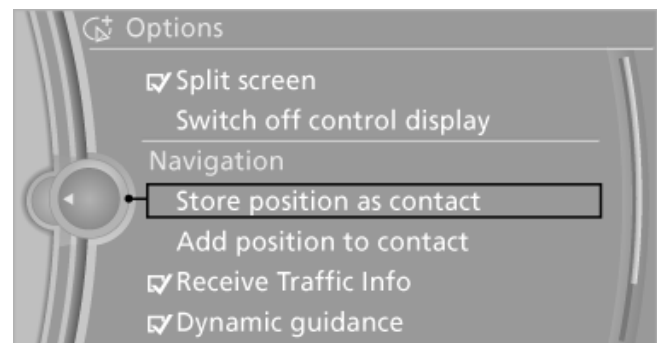 Options
Split screen
Switch off control display
Navigation
Store position as contact
Add position to contact
Receive Traffic Info
Dynamic guidance